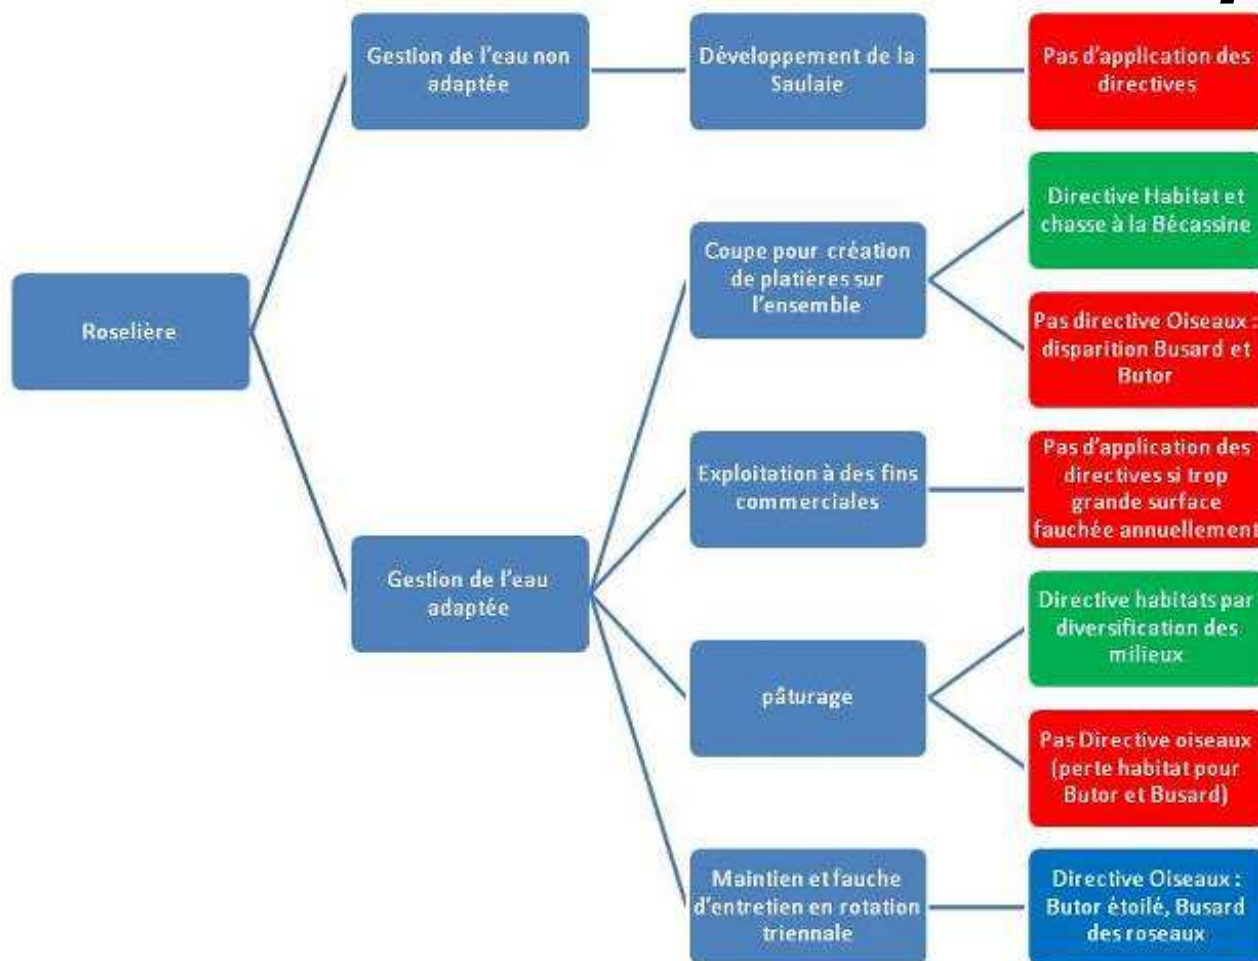 Gestion de l'eau non
adaptée
Développement de la
Saulaie
Pas d'application des
directives
Directive Habitat et
chasse à la Bécassine
Coupe pour création
de platières sur
l'ensemble
Roselière
Pas directive Oiseaux :
disparition Busard et
Butor
Exploitation à des fins
commerciales
Pas d'application des
directives si trop
grande surface
fauchée annuellement
Gestion de l'eau
adaptée
Directive habitats par
diversification des
milieux
pâturage
Pas Directive oiseaux
(perte habitat pour
Butor et Busard)
Maintien et fauche
d'entretien en rotation
triennale
Directive Oiseaux :
Butor étoilé, Busard
des roseaux